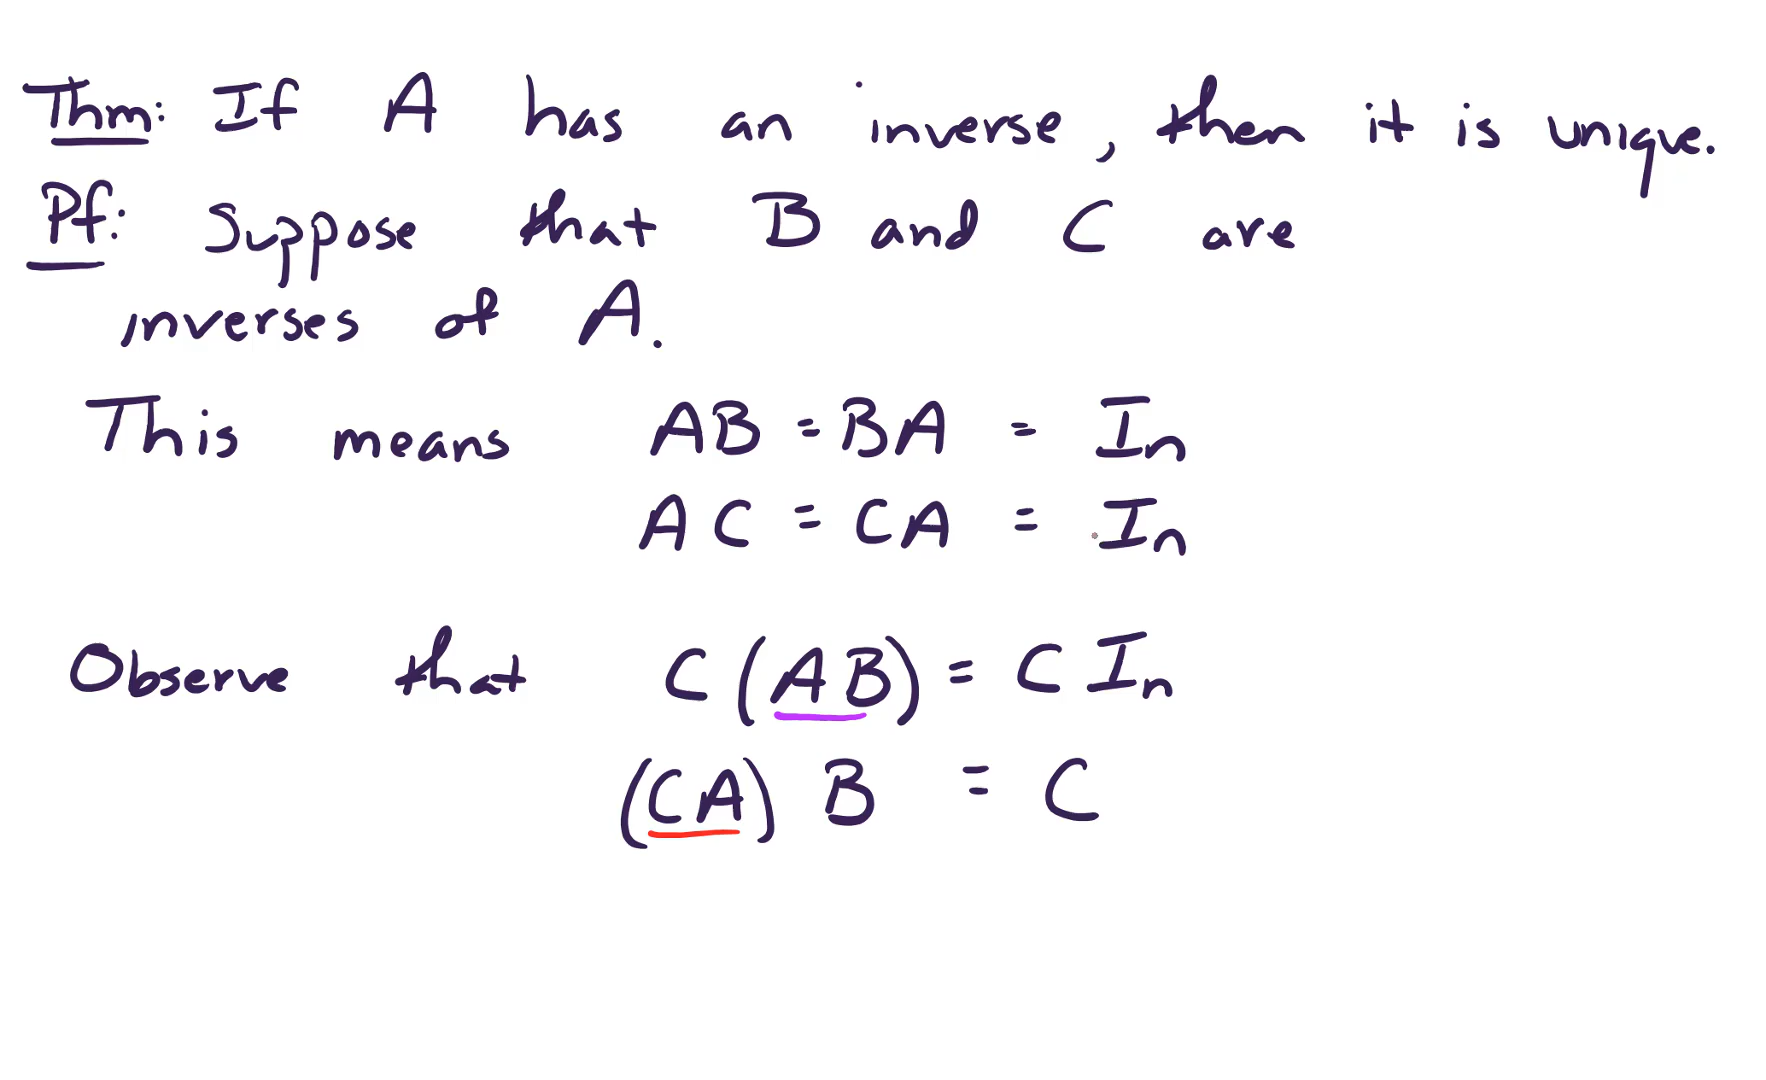 Thm: If A has an inverse, then it is unique.
Pf: Suppose that B and C are
inverses of A.
This means AB = BA = In
AC = CA = In
Observe that C(AB) = CIn
(CA) B = C